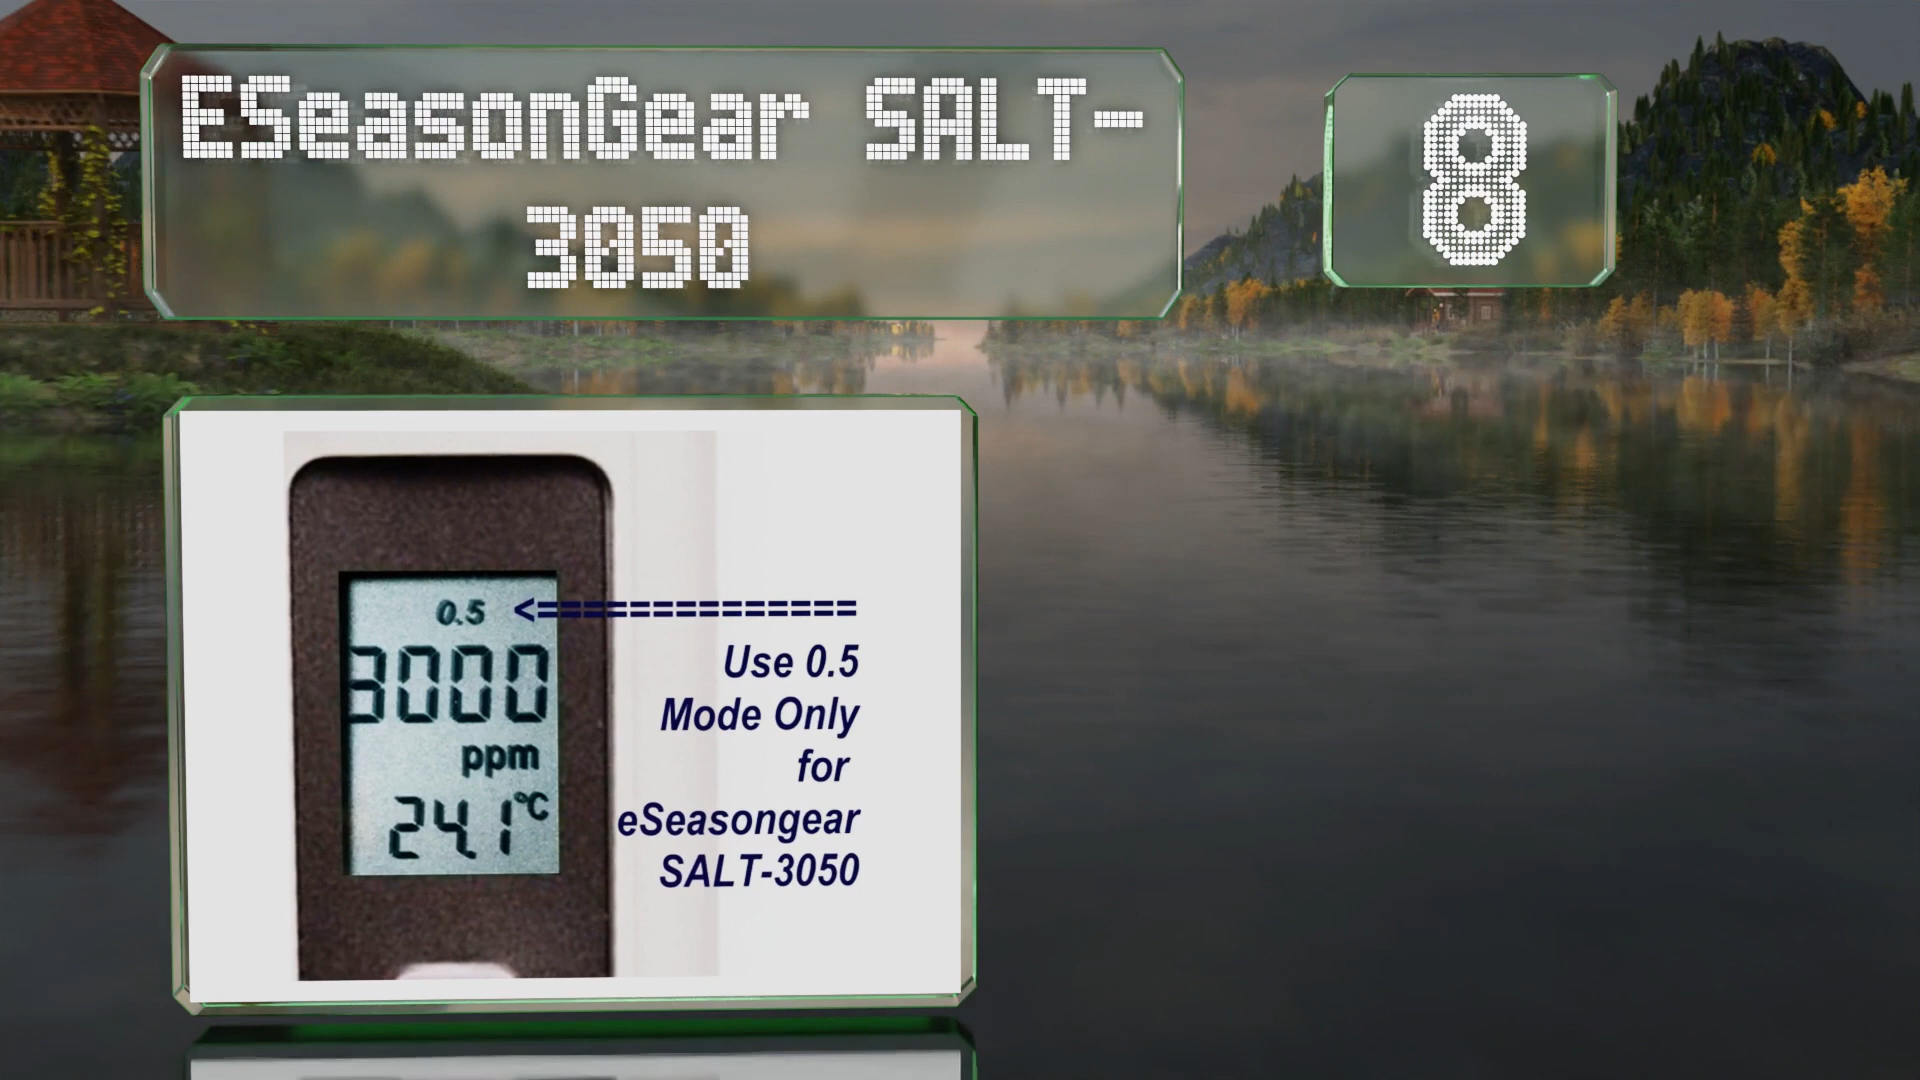 ESeasonGear SALT-
3050
8
0.5 <=============
3000
ppm
24.1°C
Use 0.5
Mode Only
for
eSeasongear
SALT-3050